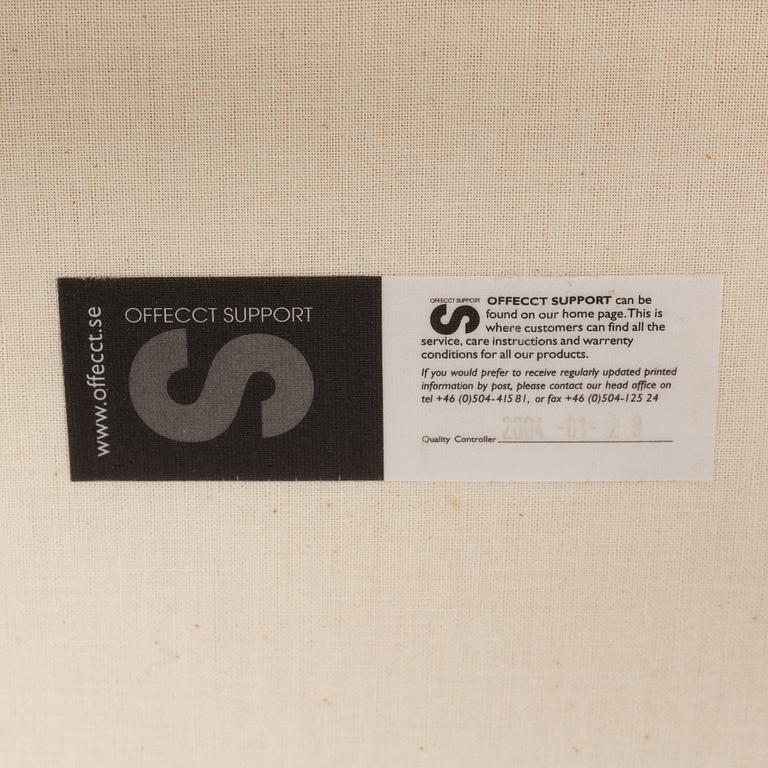 www.offecct.se
OFFECCT SUPPORT
OFFECCT SUPPORT
OFFECCT SUPPORT can be
found on our home page. This is
where customers can find all the
service, care instructions and warrenty
conditions for all our products.
If you would prefer to receive regularly updated printed
information by post, please contact our head office on
tel +46 (0)504-415 81, or fax +46 (0)504-125 24
Quality Controller 2004 -01- 2 9